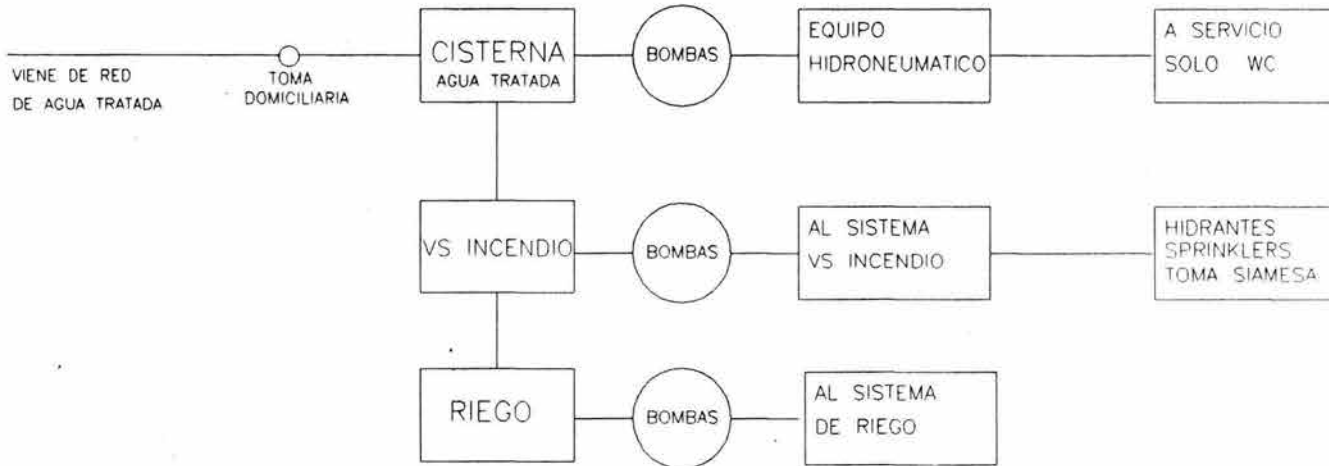 VIENE DE RED
DE AGUA TRATADA
TOMA
DOMICILIARIA
CISTERNA
AGUA TRATADA
BOMBAS
EQUIPO
HIDRONEUMATICO
A SERVICIO
SOLO WC
VS INCENDIO
BOMBAS
AL SISTEMA
VS INCENDIO
HIDRANTES
SPRINKLERS
TOMA SIAMESA
RIEGO
BOMBAS
AL SISTEMA
DE RIEGO